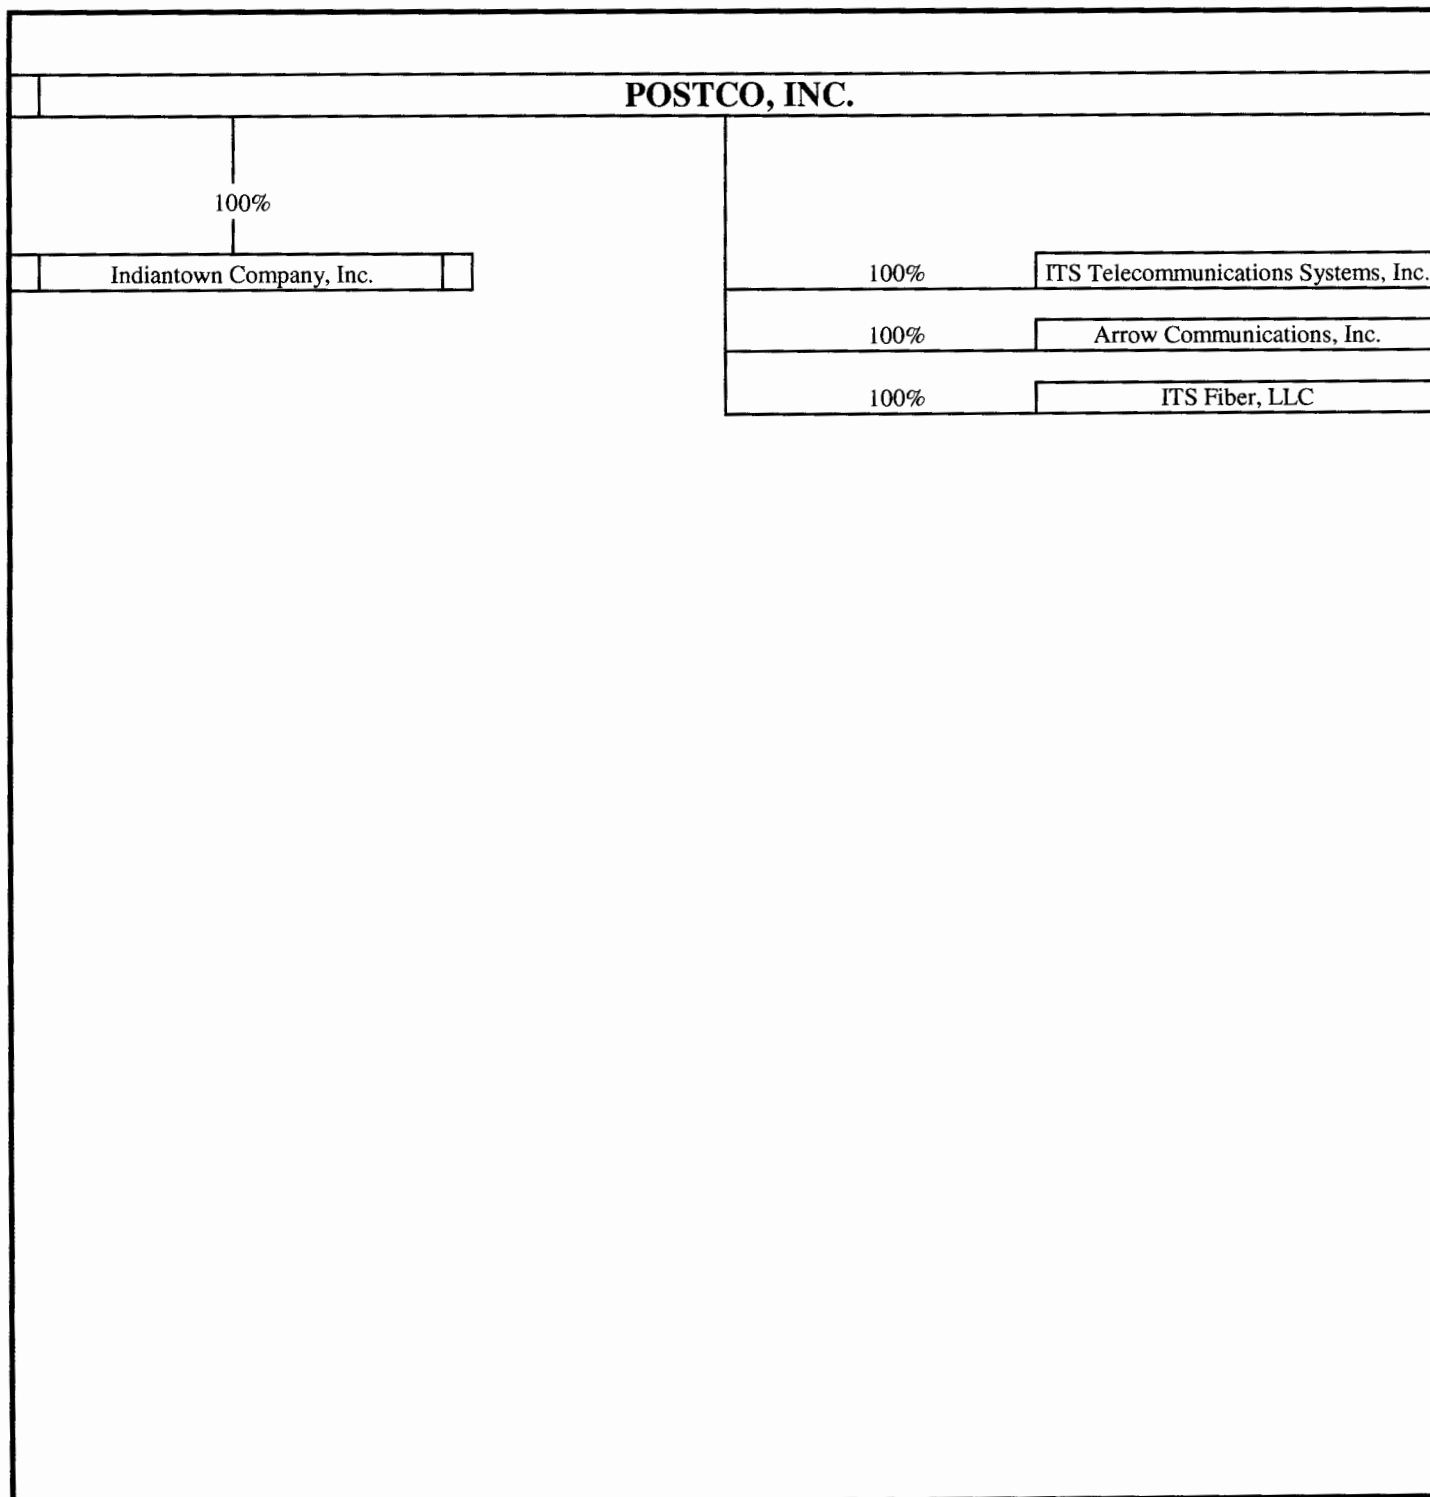 POSTCO, INC.
100%
Indiantown Company, Inc.
100% ITS Telecommunications Systems, Inc.
100% Arrow Communications, Inc.
100% ITS Fiber, LLC